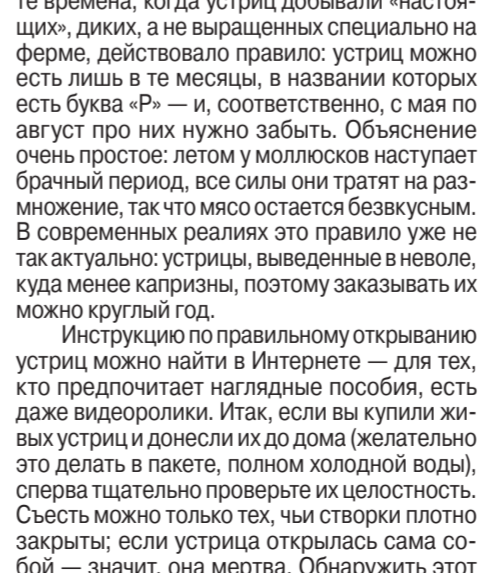 те времена, когда устриц добывали «настоя-
щих», диких, а не выращенных специально на
ферме, действовало правило: устриц можно
есть лишь в те месяцы, в названии которых
есть буква «Р» — и, соответственно, с мая по
август про них нужно забыть. Объяснение
очень простое: летом у моллюсков наступает
брачный период, все силы они тратят на раз-
множение, так что мясо остается безвкусным.
В современных реалиях это правило уже не
так актуально: устрицы, выведенные в неволе,
куда менее капризны, поэтому заказывать их
можно круглый год.
Инструкцию по правильному открыванию
устриц можно найти в Интернете — для тех,
кто предпочитает наглядные пособия, есть
даже видеоролики. Итак, если вы купили жи-
вых устриц и донесли их до дома (желательно
это делать в пакете, полном холодной воды),
сперва тщательно проверьте их целостность.
Съесть можно только тех, чьи створки плотно
закрыты; если устрица открылась сама со-
бой — значит, она мертва. Обнаружить этот